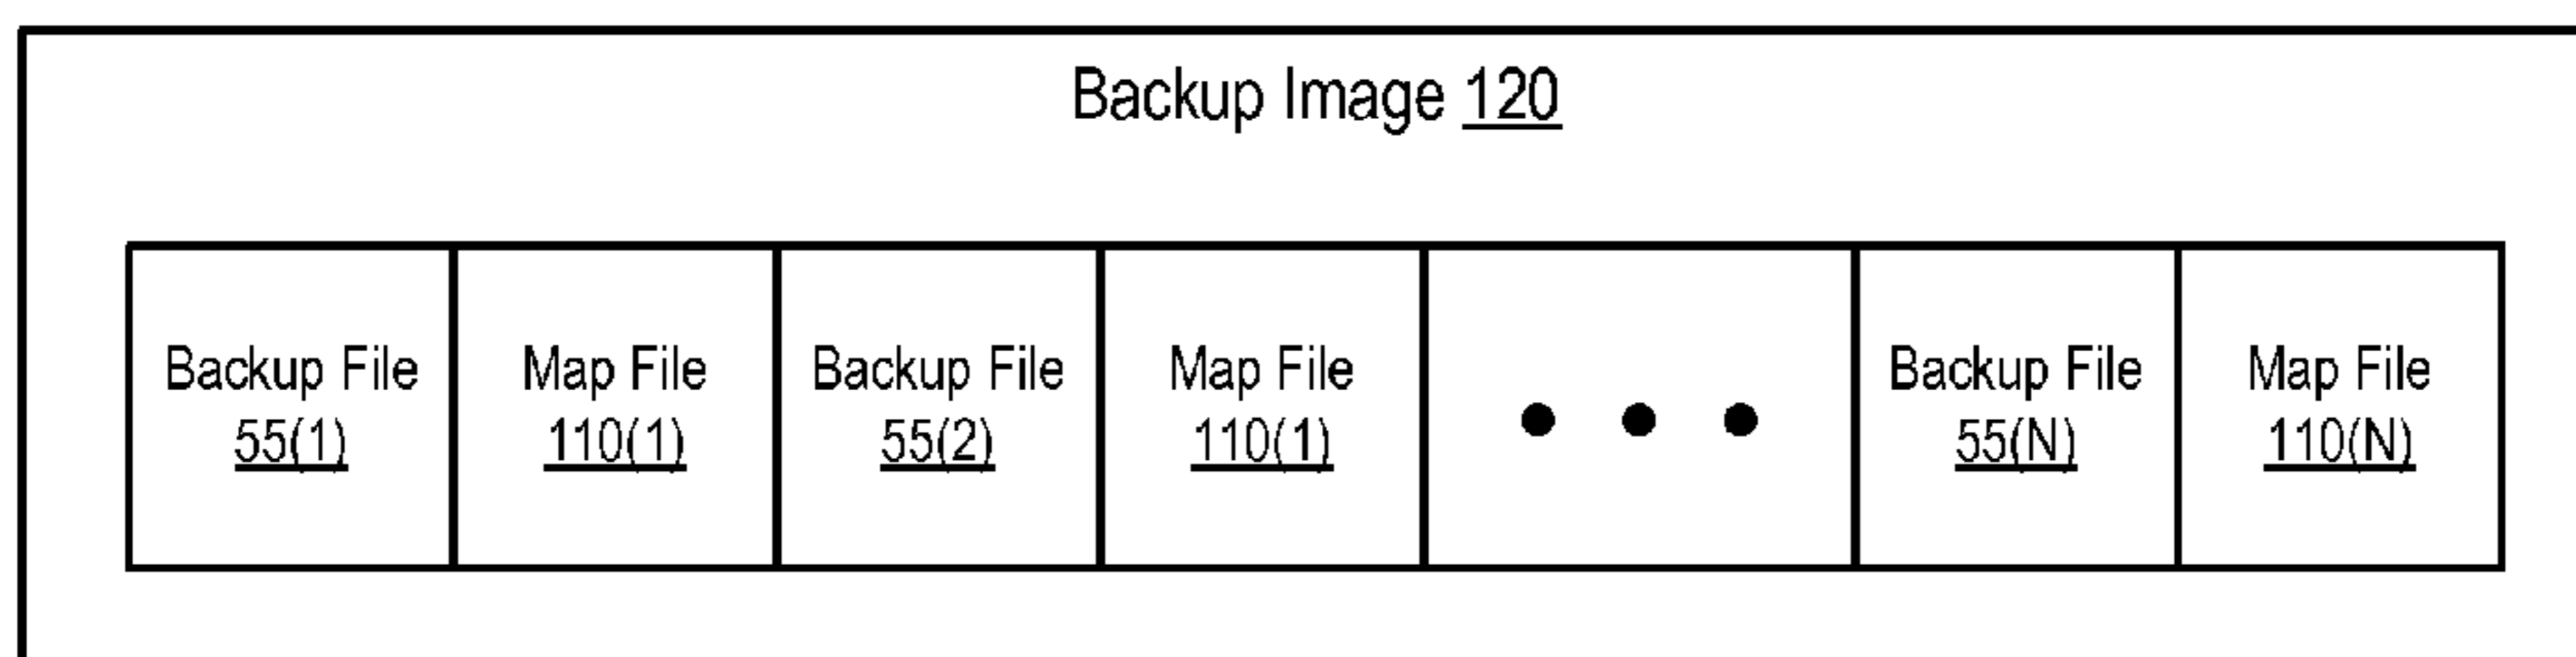 Backup Image 120
Backup File Map File Backup File Map File Backup File Map File
55(1) 110(1) 55(2) 110(1) • • • 55(N) 110(N)